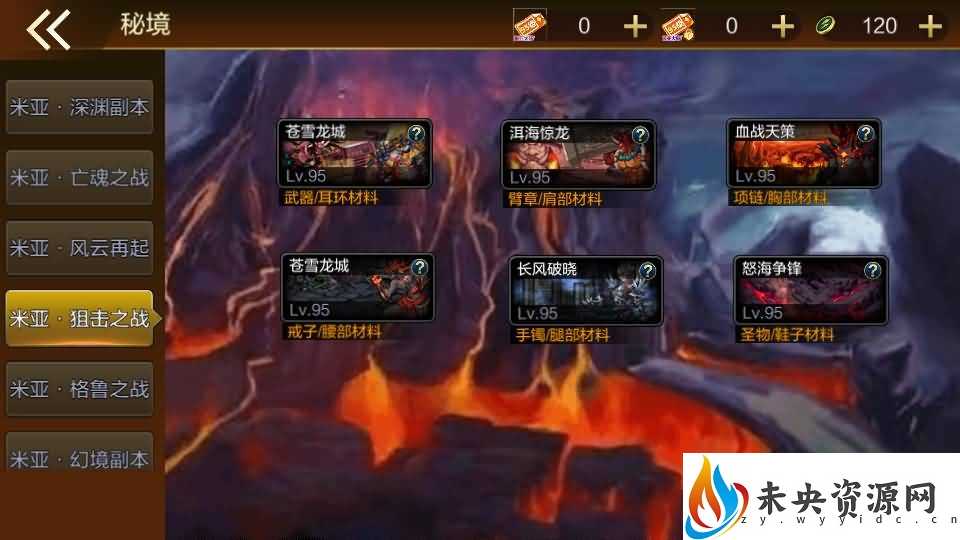 秘境
0
0
120
米亚 · 深渊副本
米亚 · 亡魂之战
米亚 · 风云再起
米亚 · 狙击之战
米亚 · 格鲁之战
米亚 · 幻境副本
苍雪龙城
?
Lv.95
武器/耳环材料
洱海惊龙
?
Lv.95
臂章/肩部材料
血战天策
?
Lv.95
项链/胸部材料
苍雪龙城
?
Lv.95
戒子/腰部材料
长风破晓
?
Lv.95
手镯/腿部材料
怒海争锋
?
Lv.95
圣物/鞋子材料
未央资源网
zy.wyyidc.cn